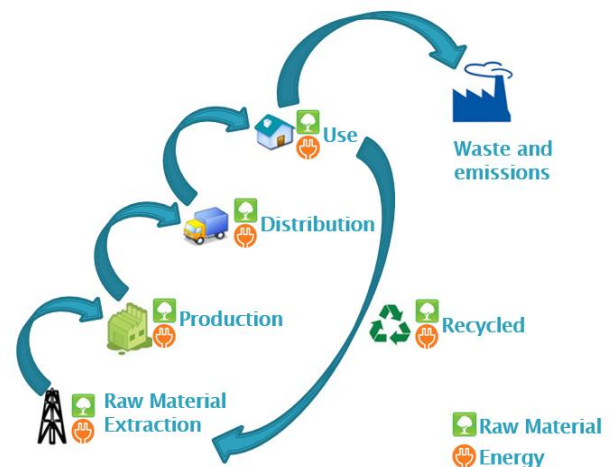 Use
Waste and
emissions
Distribution
Production
Recycled
Raw Material
Extraction
Raw Material
Energy